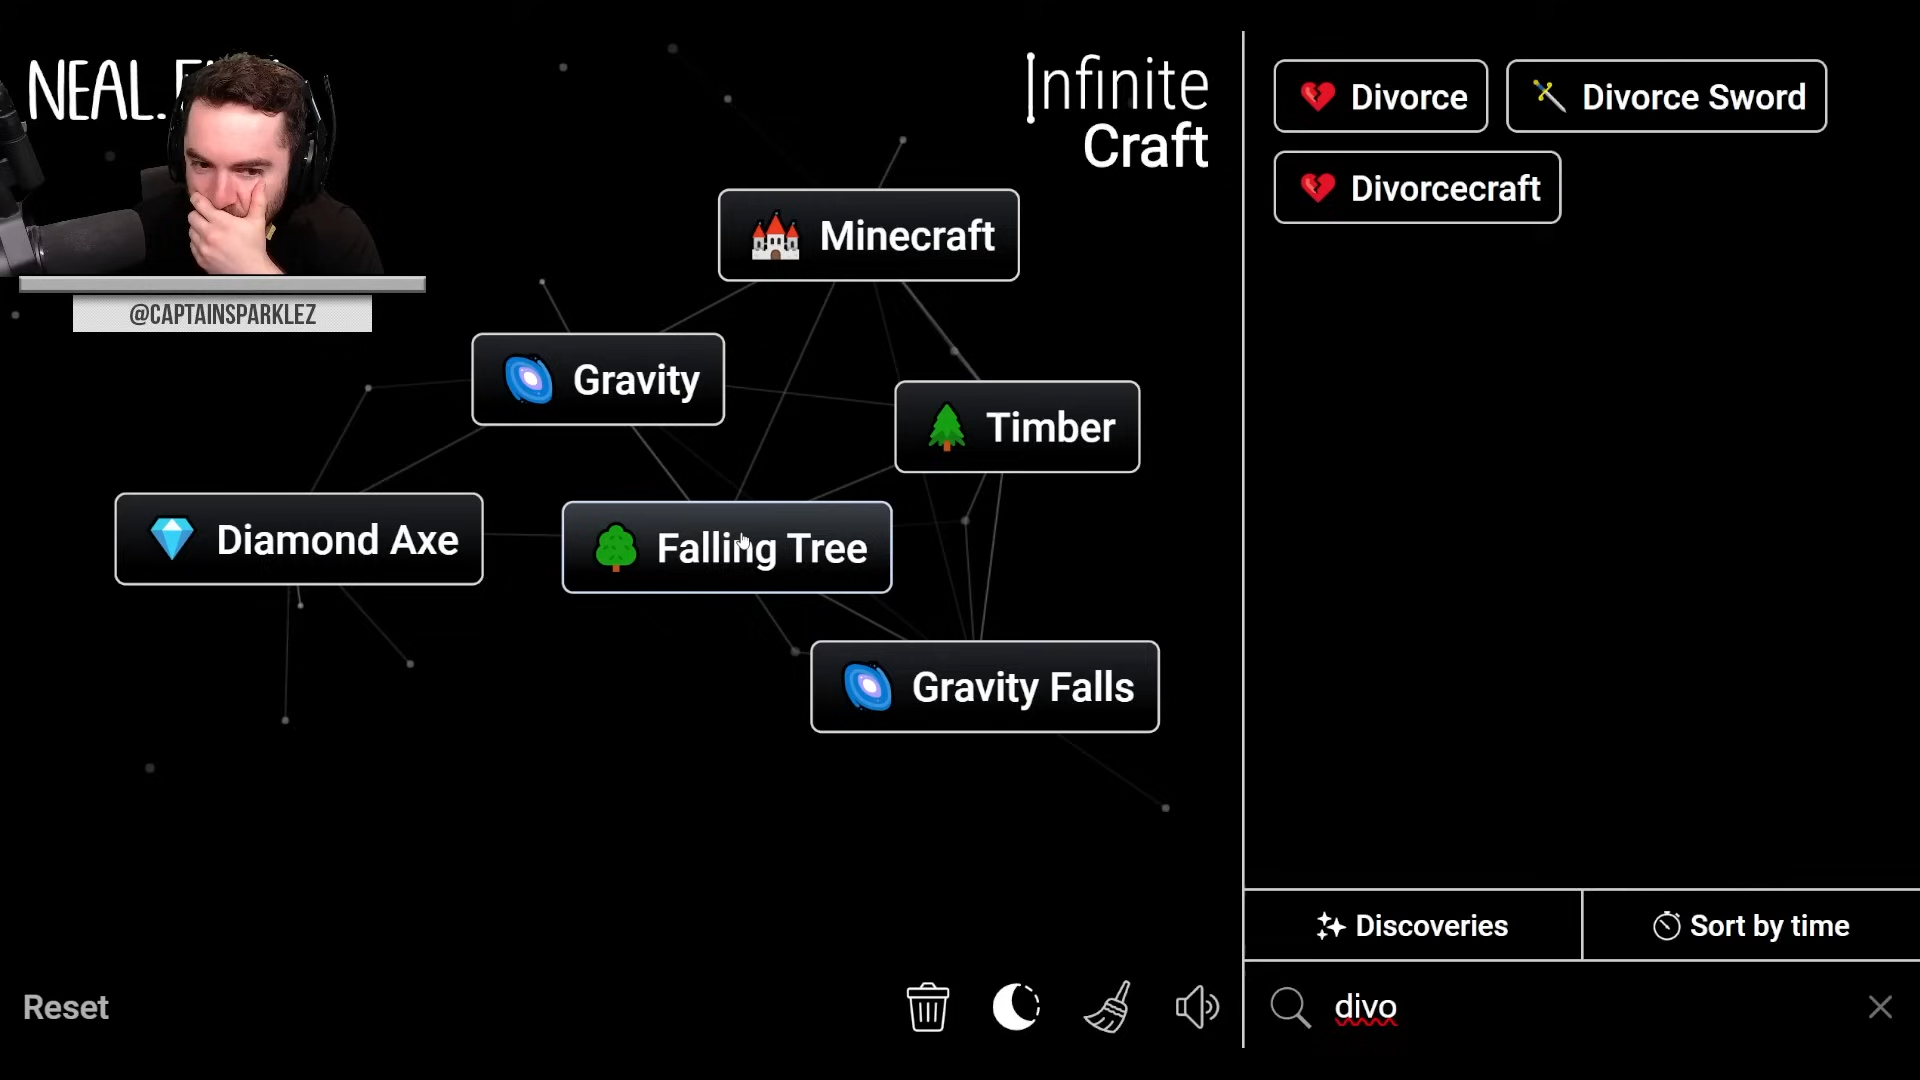 NEAL.
Infinite
Craft
@CAPTAINSPARKLEZ
Minecraft
Gravity
Timber
Diamond Axe
Falling Tree
Gravity Falls
Reset
Divorce
Divorce Sword
Divorcecraft
Discoveries
Sort by time
divo